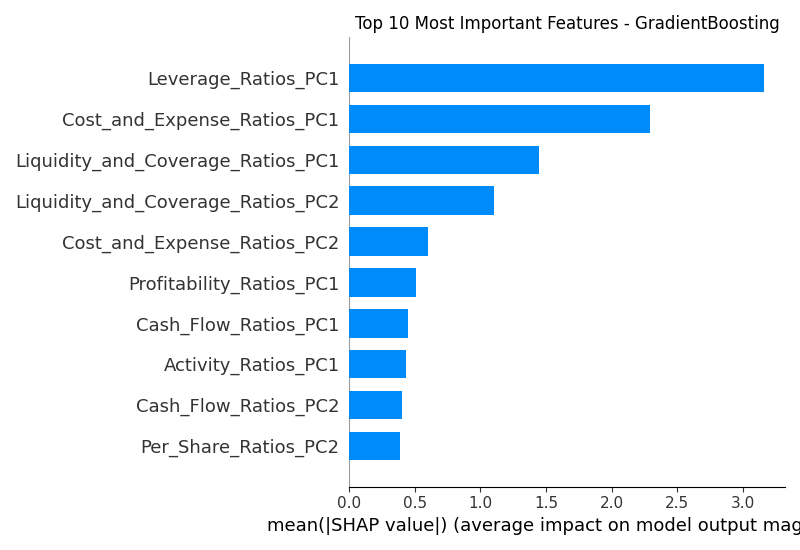 Top 10 Most Important Features - GradientBoosting
Leverage_Ratios_PC1
Cost_and_Expense_Ratios_PC1
Liquidity_and_Coverage_Ratios_PC1
Liquidity_and_Coverage_Ratios_PC2
Cost_and_Expense_Ratios_PC2
Profitability_Ratios_PC1
Cash_Flow_Ratios_PC1
Activity_Ratios_PC1
Cash_Flow_Ratios_PC2
Per_Share_Ratios_PC2
0.0 0.5 1.0 1.5 2.0 2.5 3.0
mean(|SHAP value|) (average impact on model output mag